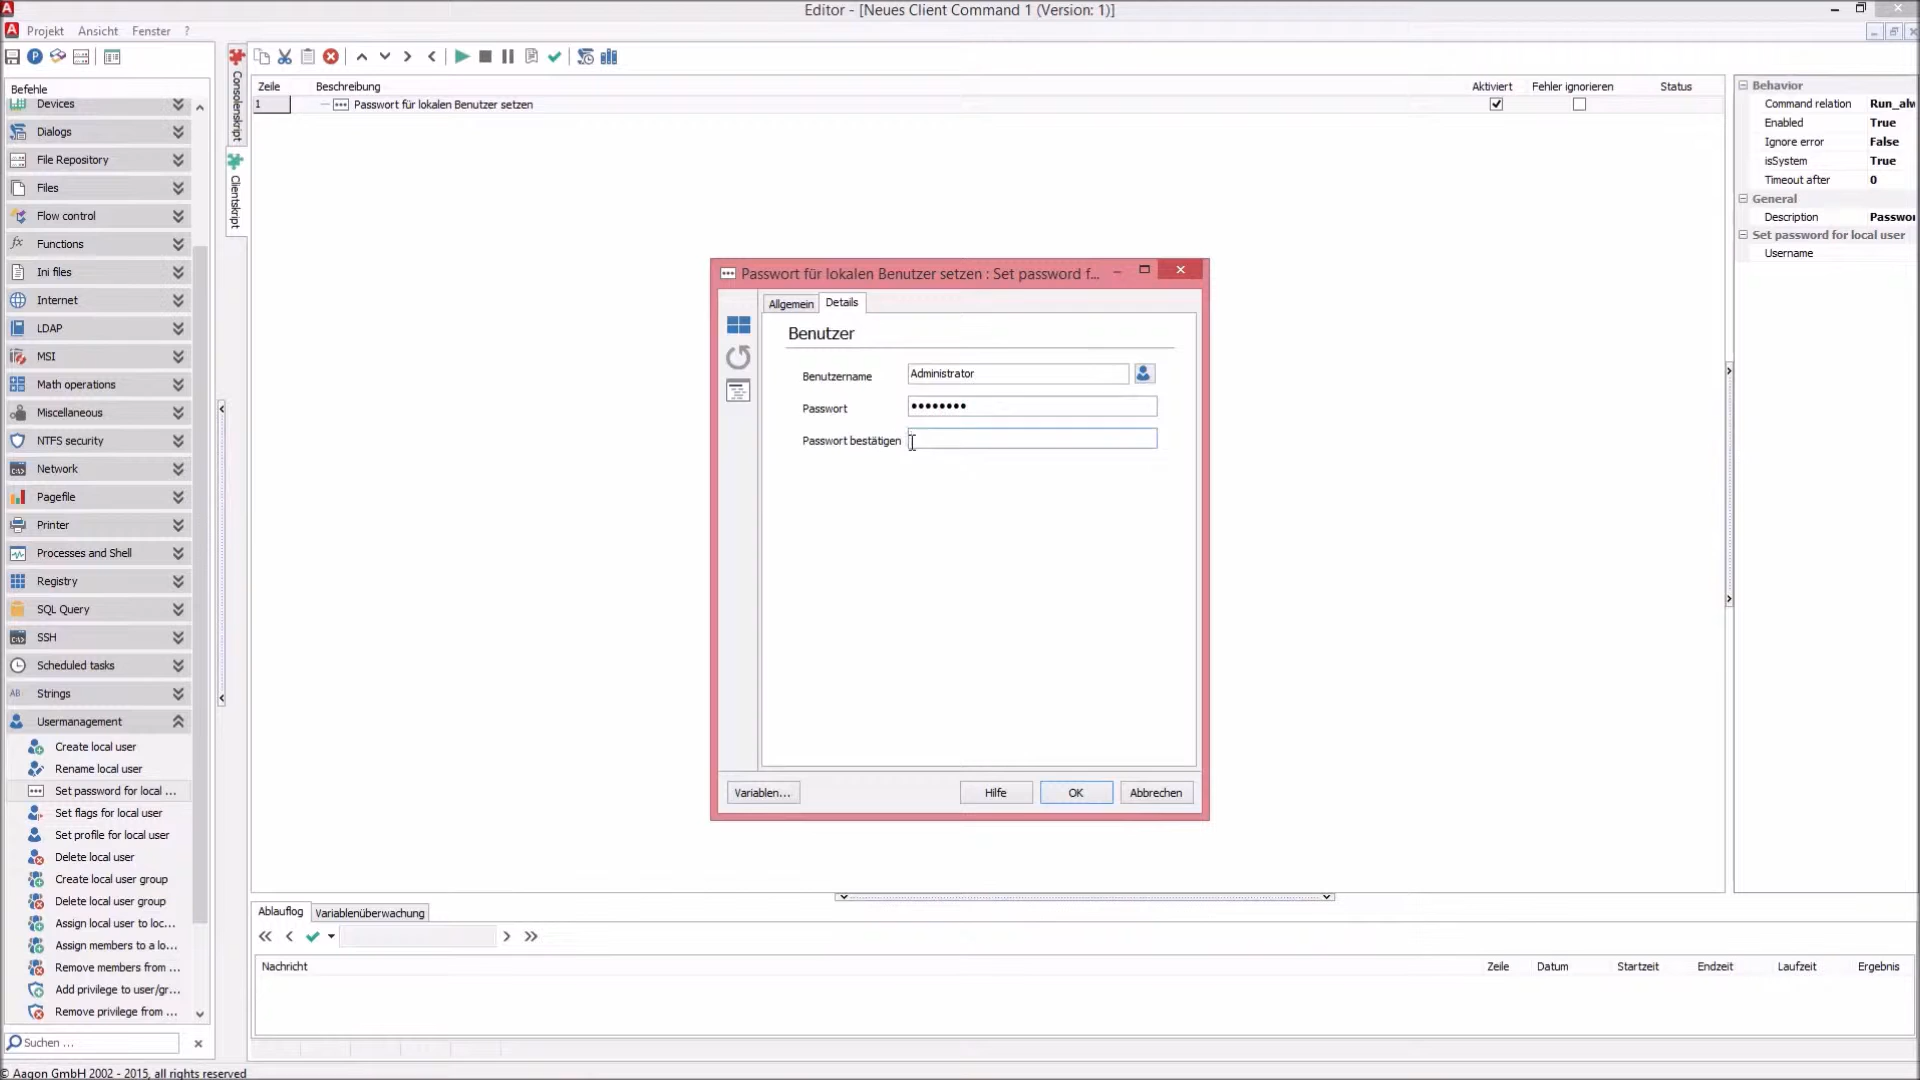 Editor - [Neues Client Command 1 (Version: 1)]
Projekt Ansicht Fenster ?
Befehle
Devices
Dialogs
File Repository
Files
Flow control
Functions
Ini files
Internet
LDAP
MSI
Math operations
Miscellaneous
NTFS security
Network
Pagefile
Printer
Processes and Shell
Registry
SQL Query
SSH
Scheduled tasks
Strings
Usermanagement
Create local user
Rename local user
Set password for local ...
Set flags for local user
Set profile for local user
Delete local user
Create local user group
Delete local user group
Assign local user to loc...
Assign members to a lo...
Remove members from ...
Add privilege to user/gr...
Remove privilege from ...
Suchen ...
© Aagon GmbH 2002 - 2015, all rights reserved
Consolenskript
Clientskript
Zeile Beschreibung Aktiviert Fehler ignorieren Status
1 Passwort für lokalen Benutzer setzen
Passwort für lokalen Benutzer setzen : Set password f...
Allgemein Details
Benutzer
Benutzername Administrator
Passwort ••••••••
Passwort bestätigen
Variablen... Hilfe OK Abbrechen
Behavior
Command relation Run_alw
Enabled True
Ignore error False
isSystem True
Timeout after 0
General
Description Passwor
Set password for local user
Username
Ablauflog Variablenüberwachung
Nachricht Zeile Datum Startzeit Endzeit Laufzeit Ergebnis